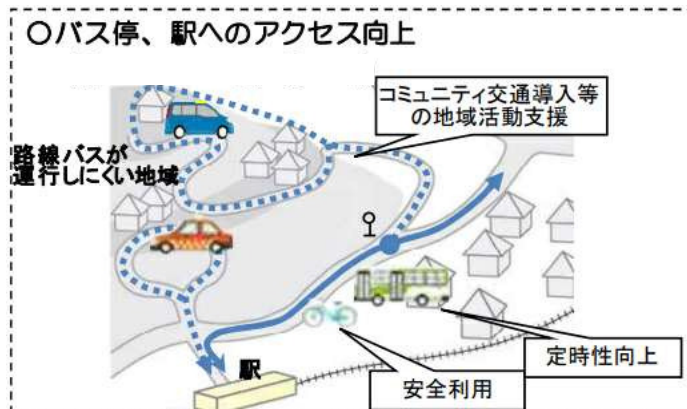 〇バス停、駅へのアクセス向上
コミュニティ交通導入等
の地域活動支援
路線バスが
運行しにくい地域
駅
定時性向上
安全利用